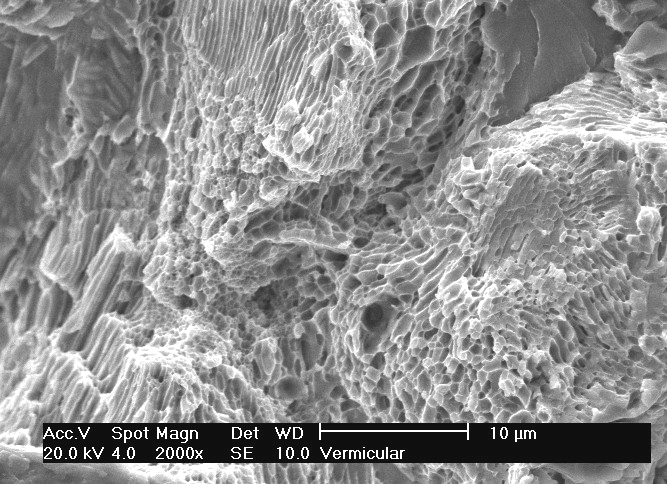 Acc.V Spot Magn Det WD 10 µm
20.0 kV 4.0 2000x SE 10.0 Vermicular